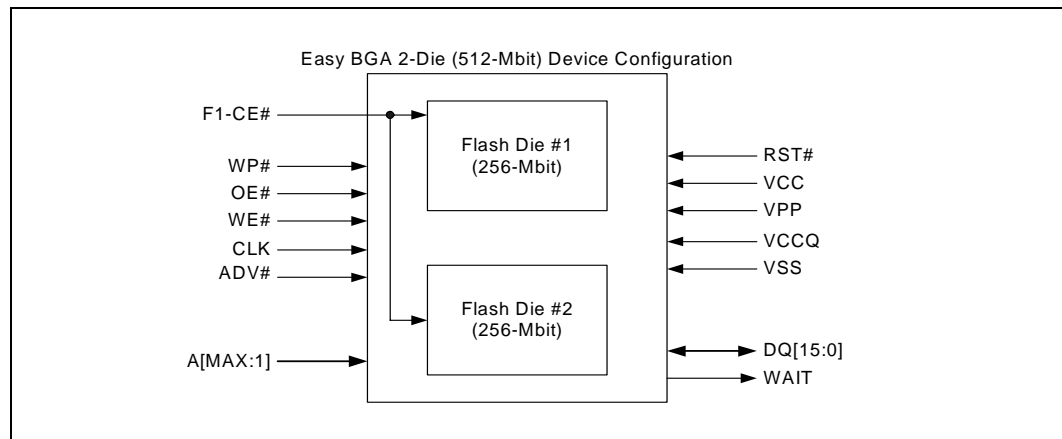 Easy BGA 2-Die (512-Mbit) Device Configuration
F1-CE#
WP#
OE#
WE#
CLK
ADV#
A[MAX:1]
Flash Die #1
(256-Mbit)
Flash Die #2
(256-Mbit)
RST#
VCC
VPP
VCCQ
VSS
DQ[15:0]
WAIT